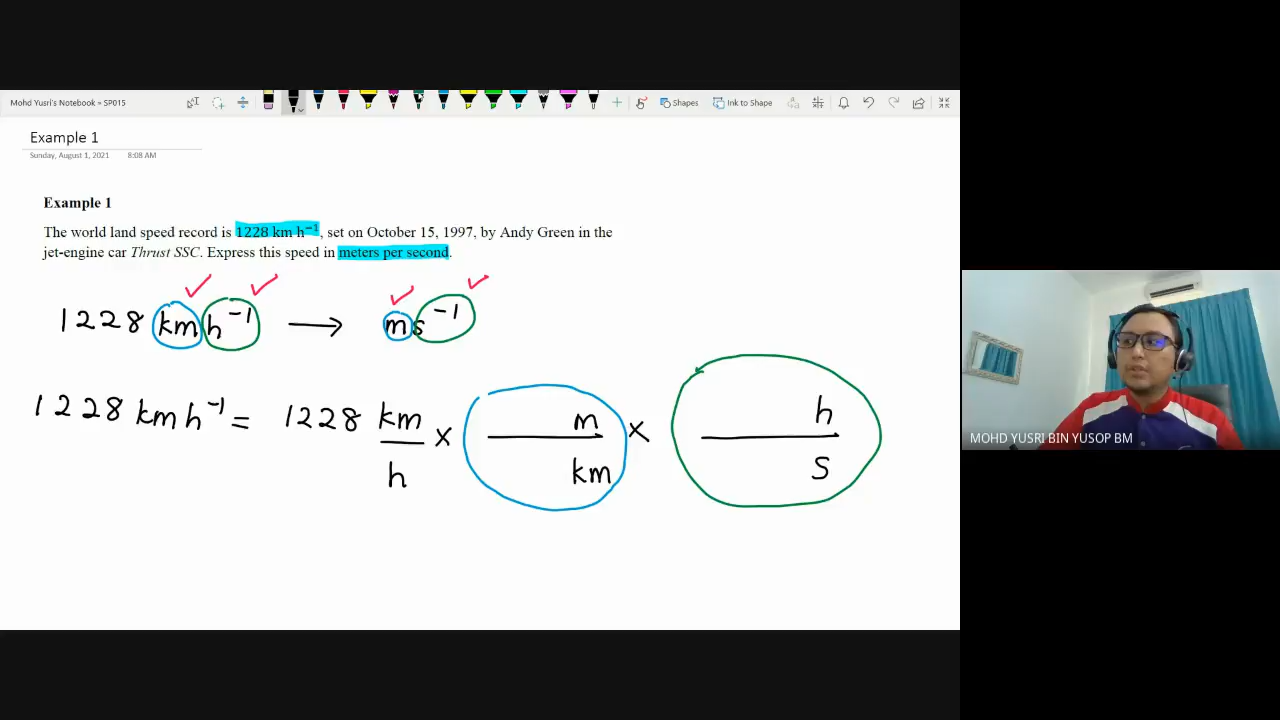 Mohd Yusri's Notebook » SP015
Shapes
Ink to Shape
Example 1
Sunday, August 1, 2021 8:08 AM
Example 1
The world land speed record is 1228 km h⁻¹, set on October 15, 1997, by Andy Green in the
jet-engine car Thrust SSC. Express this speed in meters per second.
1228 km h⁻¹ → m s⁻¹
1228 km h⁻¹ = 1228 km/h × m/km × h/s
MOHD YUSRI BIN YUSOP BM